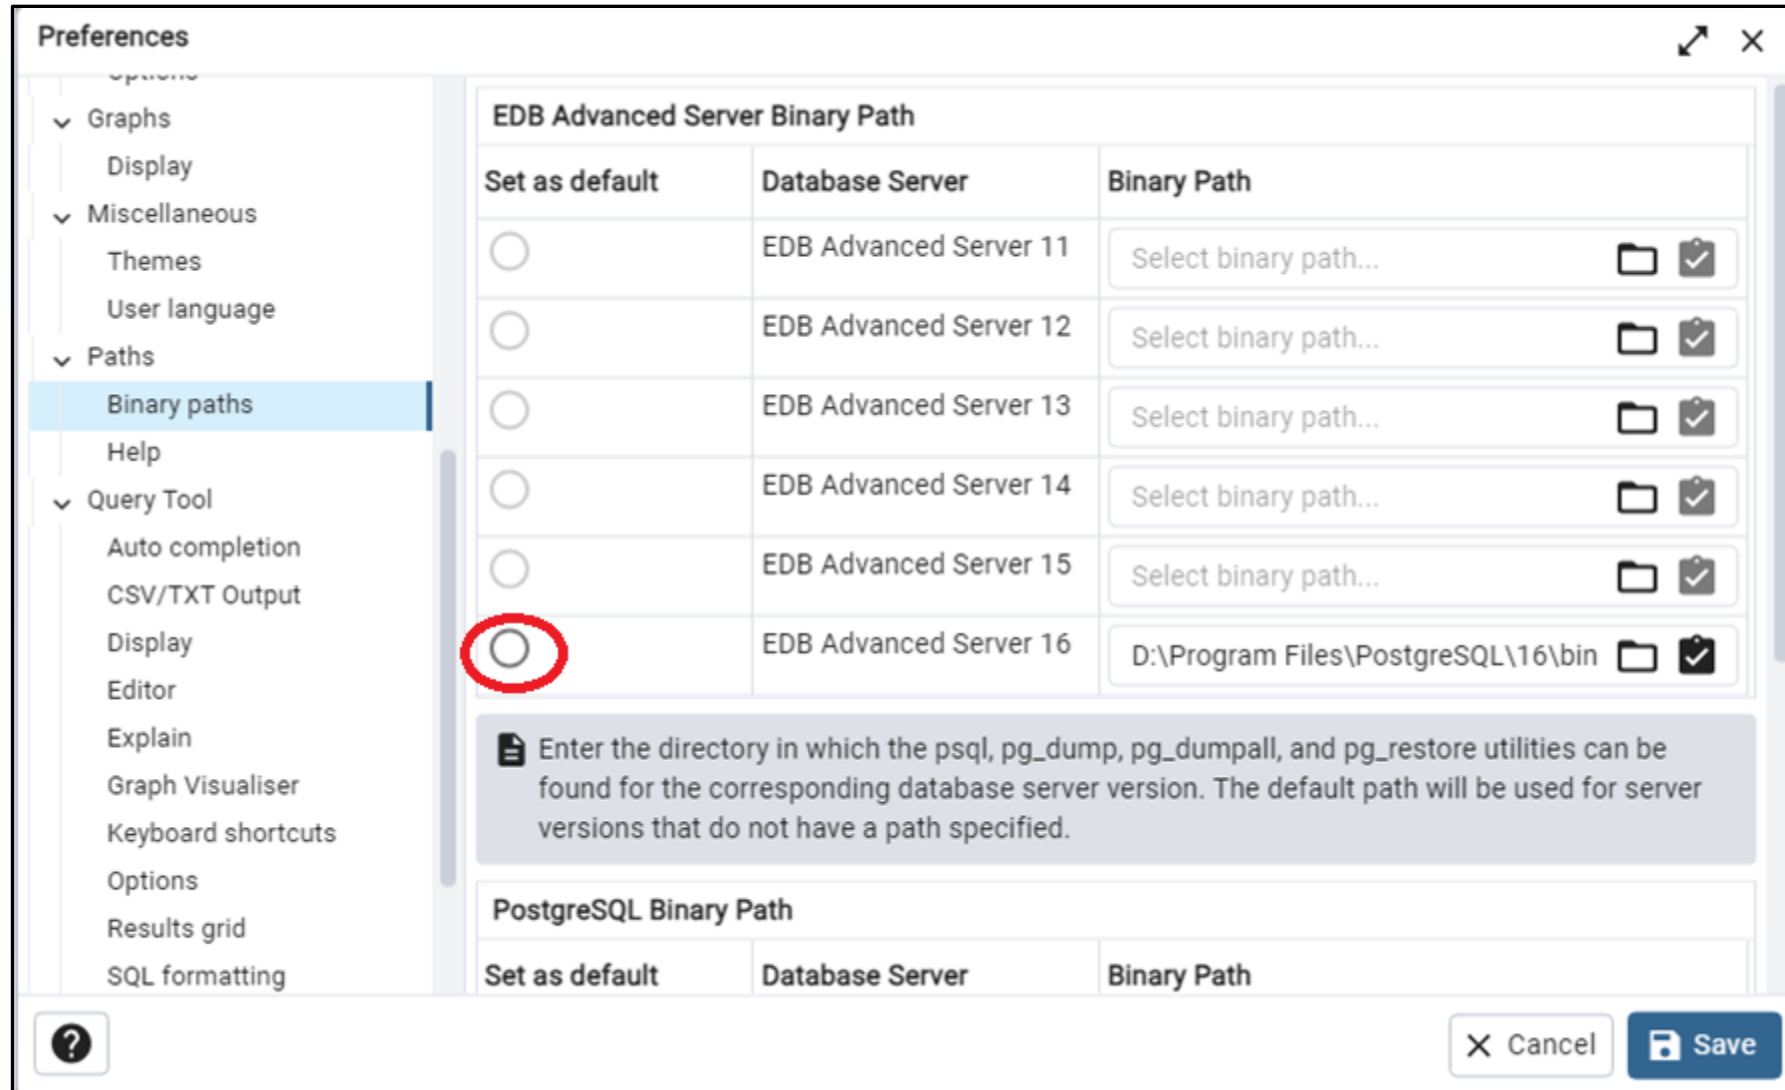 Preferences
Options
Graphs
Display
Miscellaneous
Themes
User language
Paths
Binary paths
Help
Query Tool
Auto completion
CSV/TXT Output
Display
Editor
Explain
Graph Visualiser
Keyboard shortcuts
Options
Results grid
SQL formatting
EDB Advanced Server Binary Path
Set as default Database Server Binary Path
EDB Advanced Server 11 Select binary path...
EDB Advanced Server 12 Select binary path...
EDB Advanced Server 13 Select binary path...
EDB Advanced Server 14 Select binary path...
EDB Advanced Server 15 Select binary path...
EDB Advanced Server 16 D:\Program Files\PostgreSQL\16\bin
Enter the directory in which the psql, pg_dump, pg_dumpall, and pg_restore utilities can be
found for the corresponding database server version. The default path will be used for server
versions that do not have a path specified.
PostgreSQL Binary Path
Set as default Database Server Binary Path
? Cancel Save